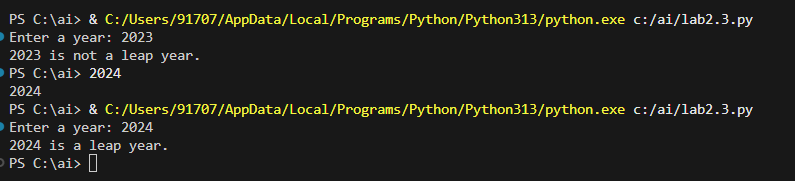 PS C:\ai> & C:/Users/91707/AppData/Local/Programs/Python/Python313/python.exe c:/ai/lab2.3.py
Enter a year: 2023
2023 is not a leap year.
PS C:\ai> 2024
2024
PS C:\ai> & C:/Users/91707/AppData/Local/Programs/Python/Python313/python.exe c:/ai/lab2.3.py
Enter a year: 2024
2024 is a leap year.
PS C:\ai>